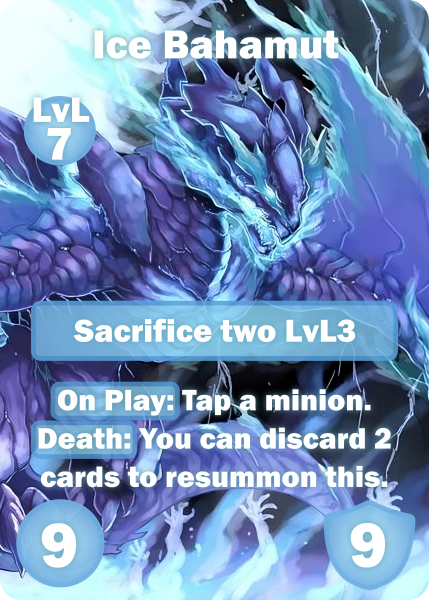 Ice Bahamut
LvL
7
Sacrifice two LvL3
On Play: Tap a minion.
Death: You can discard 2
cards to resummon this.
9
9